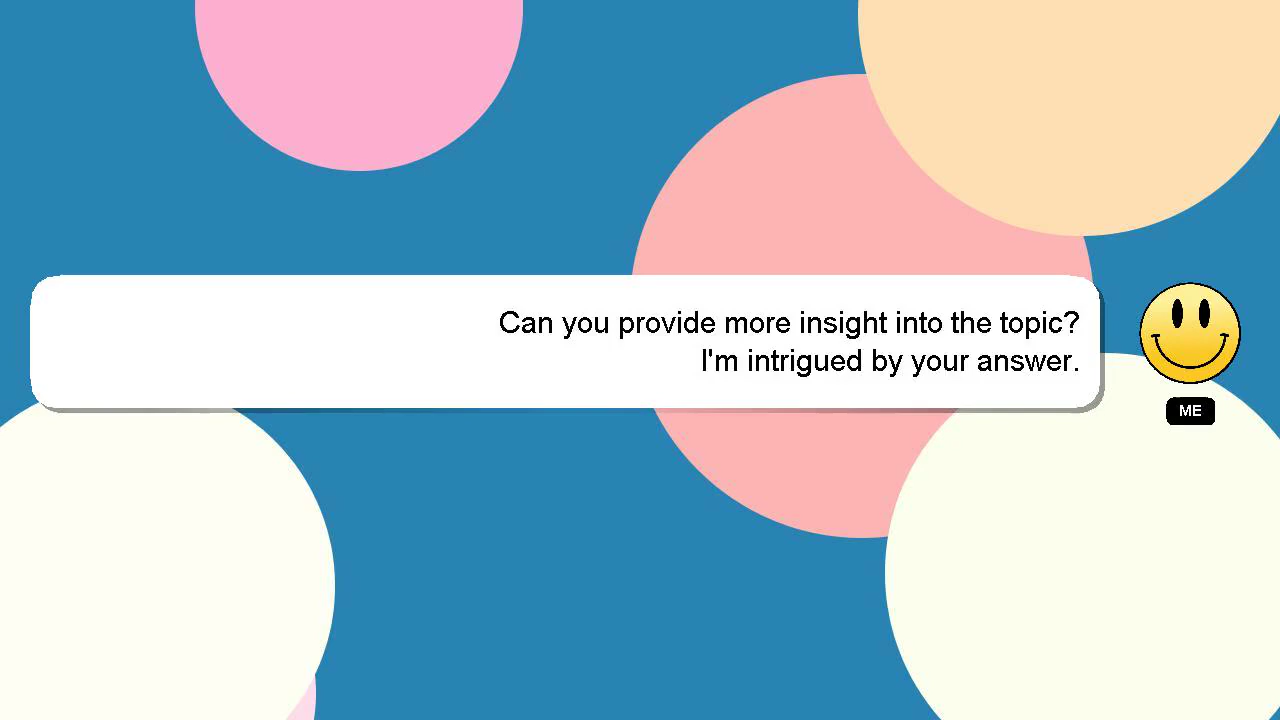 Can you provide more insight into the topic?
I'm intrigued by your answer.
ME